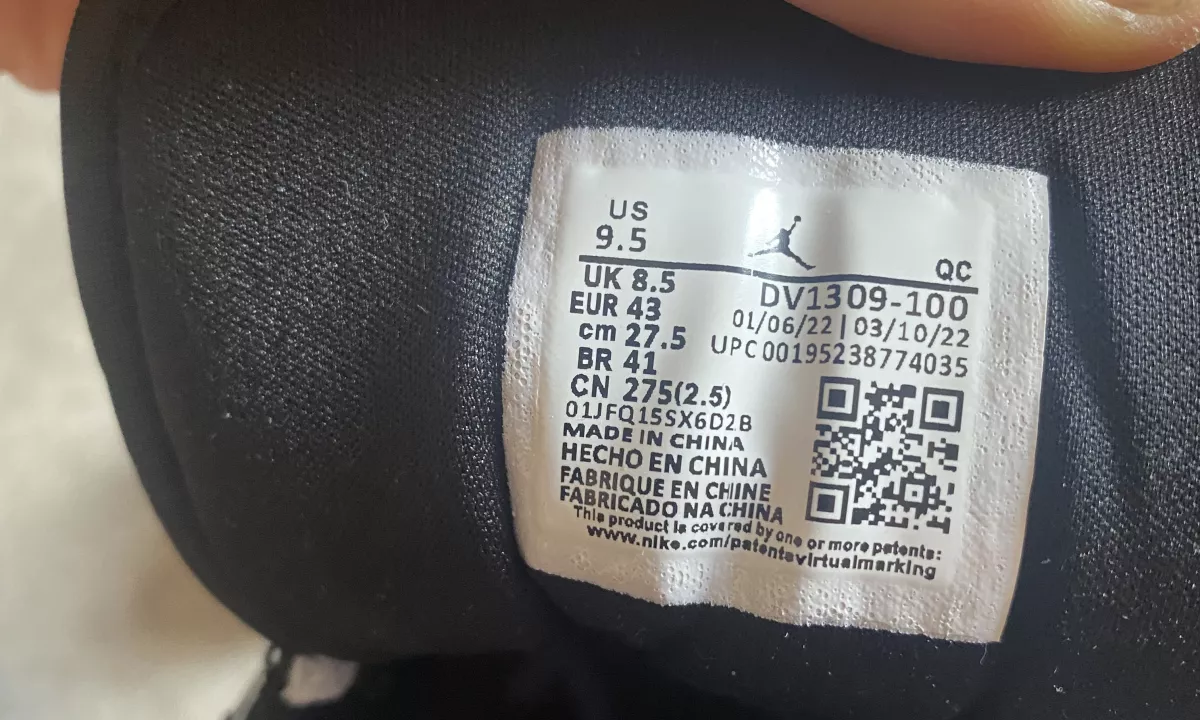 US
9.5
QC
UK 8.5
EUR 43
cm 27.5
BR 41
CN 275(2.5)
DV1309-100
01/06/22 | 03/10/22
UPC 00195238774035
01JFQ15SX6D2B
MADE IN CHINA
HECHO EN CHINA
FABRIQUE EN CHINE
FABRICADO NA CHINA
This product is covered by one or more patents:
www.nike.com/patentsvirtualmarking